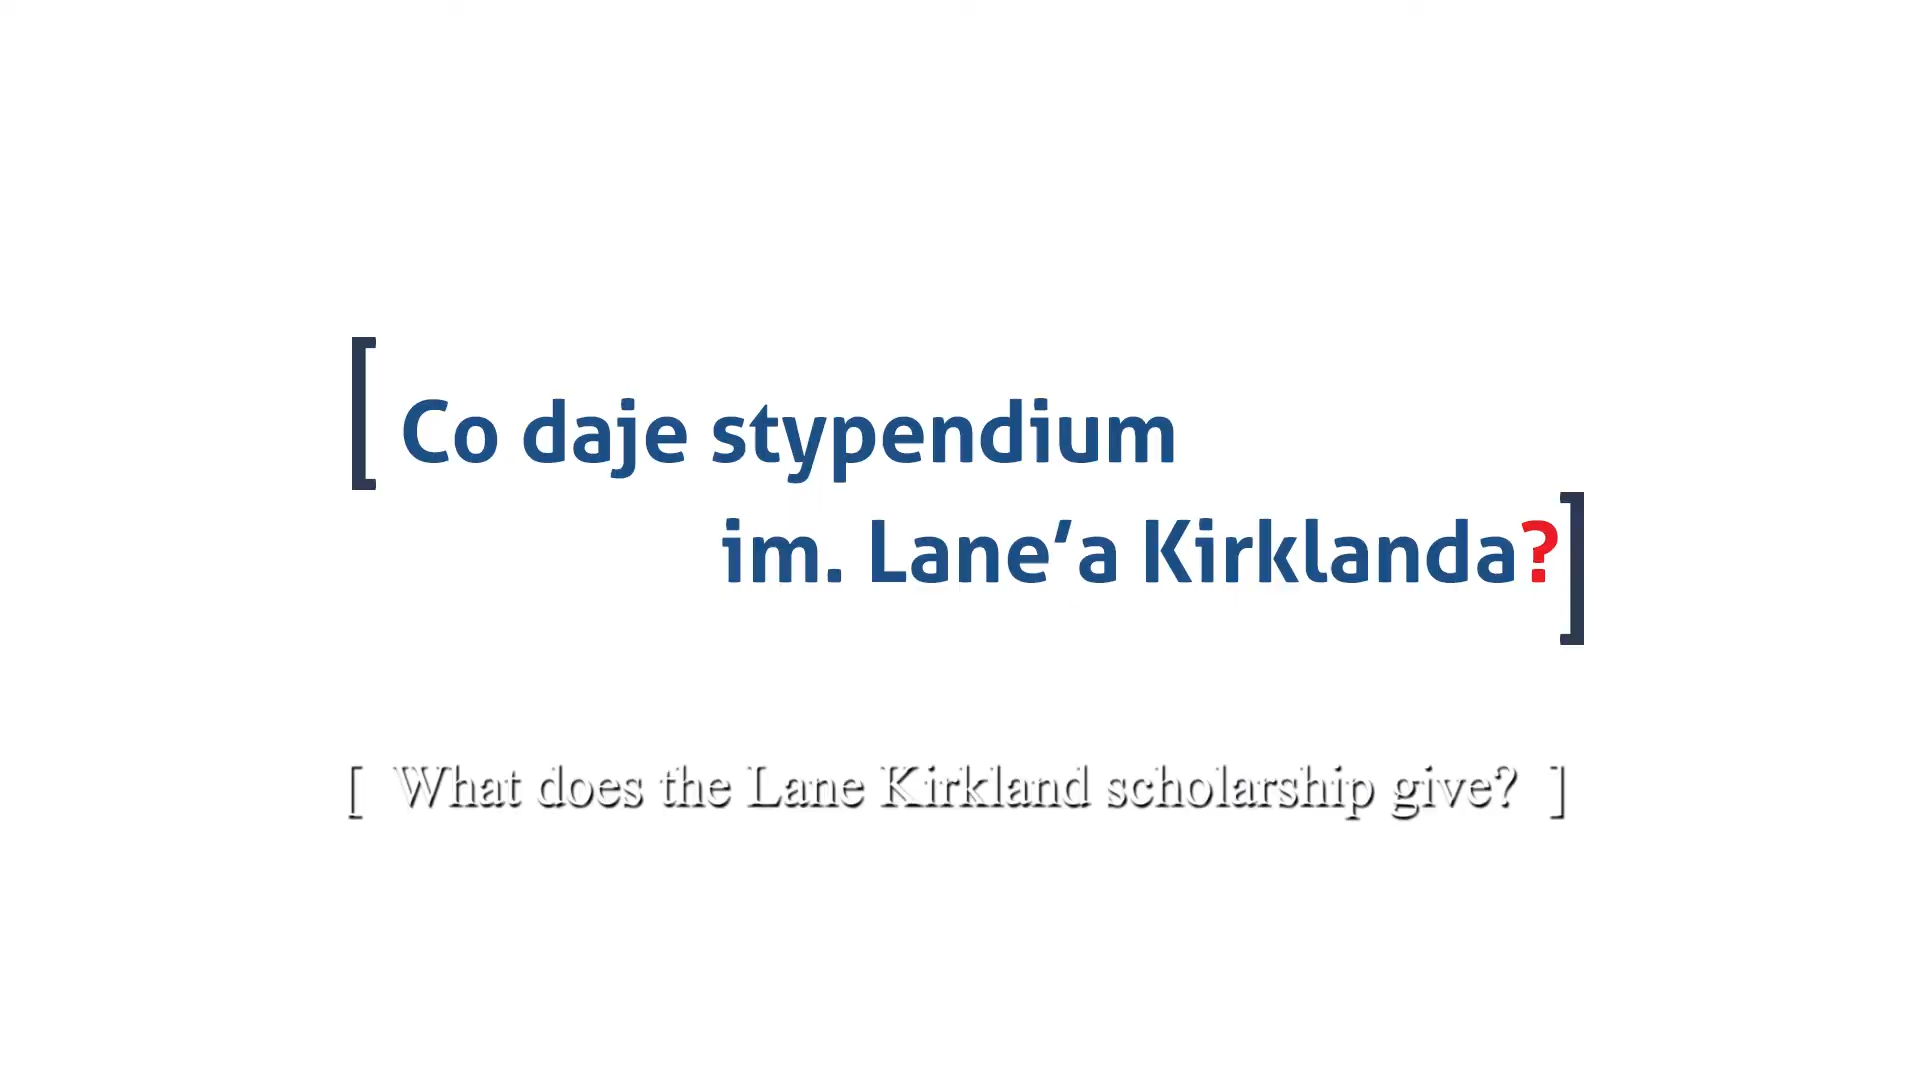 [ Co daje stypendium
im. Lane’a Kirklanda? ]
[ What does the Lane Kirkland scholarship give? ]